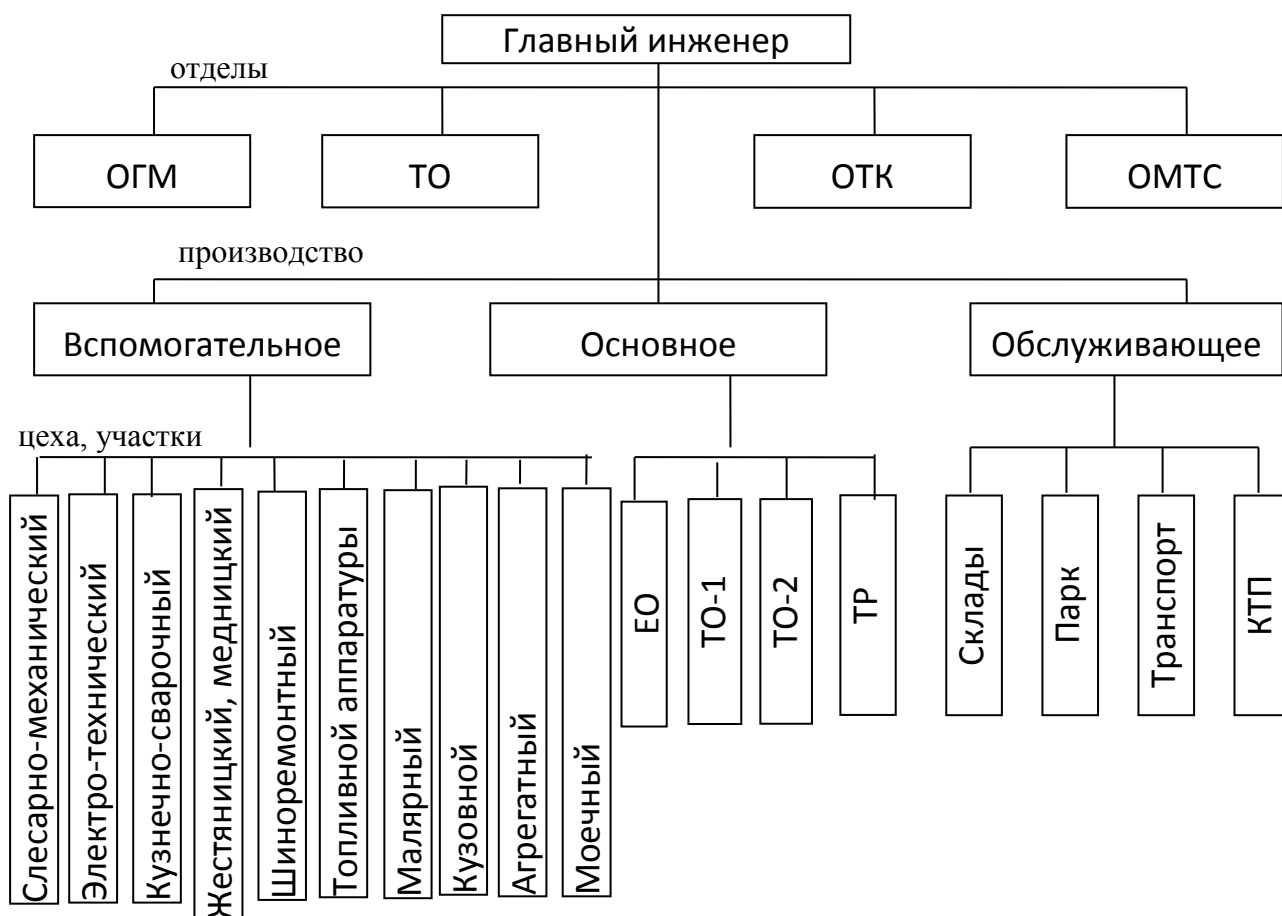 Главный инженер
отделы
ОГМ
ТО
ОТК
ОМТС
производство
Вспомогательное
Основное
Обслуживающее
цеха, участки
Слесарно-механический
Электро-технический
Кузнечно-сварочный
Жестяницкий, медницкий
Шиноремонтный
Топливной аппаратуры
Малярный
Кузовной
Агрегатный
Моечный
ЕО
ТО-1
ТО-2
ТР
Склады
Парк
Транспорт
КТП